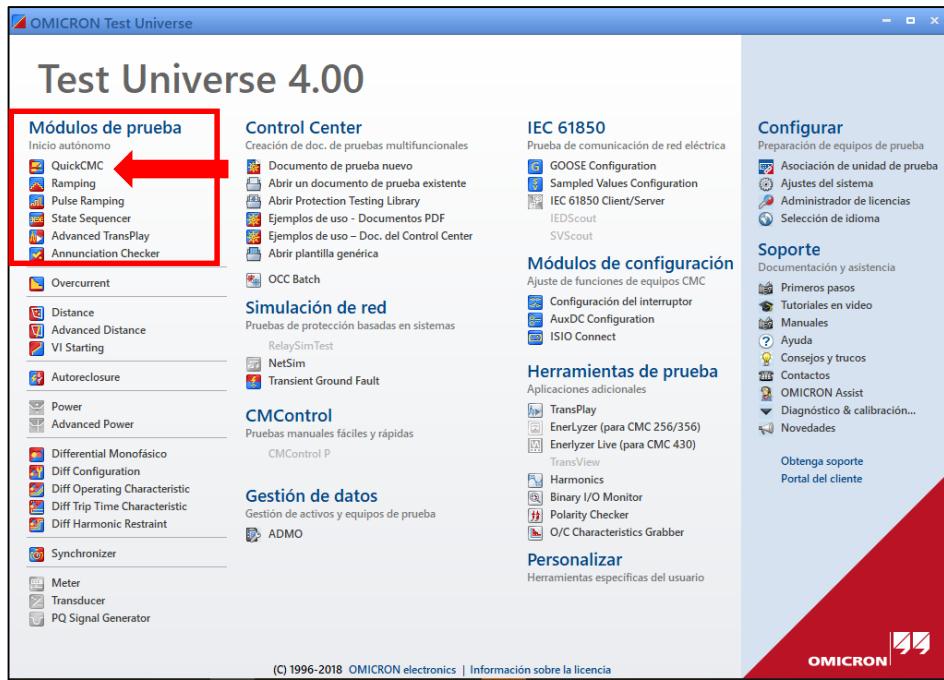 OMICRON Test Universe
Test Universe 4.00
Módulos de prueba
Inicio autónomo
QuickCMC
Ramping
Pulse Ramping
State Sequencer
Advanced TransPlay
Annunciation Checker
Overcurrent
Distance
Advanced Distance
VI Starting
Autoreclosure
Power
Advanced Power
Differential Monofásico
Diff Configuration
Diff Operating Characteristic
Diff Trip Time Characteristic
Diff Harmonic Restraint
Synchronizer
Meter
Transducer
PQ Signal Generator
Control Center
Creación de doc. de pruebas multifuncionales
Documento de prueba nuevo
Abrir un documento de prueba existente
Abrir Protection Testing Library
Ejemplos de uso - Documentos PDF
Ejemplos de uso – Doc. del Control Center
Abrir plantilla genérica
OCC Batch
Simulación de red
Pruebas de protección basadas en sistemas
RelaySimTest
NetSim
Transient Ground Fault
CMControl
Pruebas manuales fáciles y rápidas
CMControl P
Gestión de datos
Gestión de activos y equipos de prueba
ADMO
IEC 61850
Prueba de comunicación de red eléctrica
GOOSE Configuration
Sampled Values Configuration
IEC 61850 Client/Server
IEDScout
SVScout
Módulos de configuración
Ajuste de funciones de equipos CMC
Configuración del interruptor
AuxDC Configuration
ISIO Connect
Herramientas de prueba
Aplicaciones adicionales
TransPlay
EnerLyzer (para CMC 256/356)
Enerlyzer Live (para CMC 430)
TransView
Harmonics
Binary I/O Monitor
Polarity Checker
O/C Characteristics Grabber
Personalizar
Herramientas específicas del usuario
Configurar
Preparación de equipos de prueba
Asociación de unidad de prueba
Ajustes del sistema
Administrador de licencias
Selección de idioma
Soporte
Documentación y asistencia
Primeros pasos
Tutoriales en video
Manuales
Ayuda
Consejos y trucos
Contactos
OMICRON Assist
Diagnóstico & calibración...
Novedades
Obtenga soporte
Portal del cliente
(C) 1996-2018 OMICRON electronics | Información sobre la licencia
OMICRON